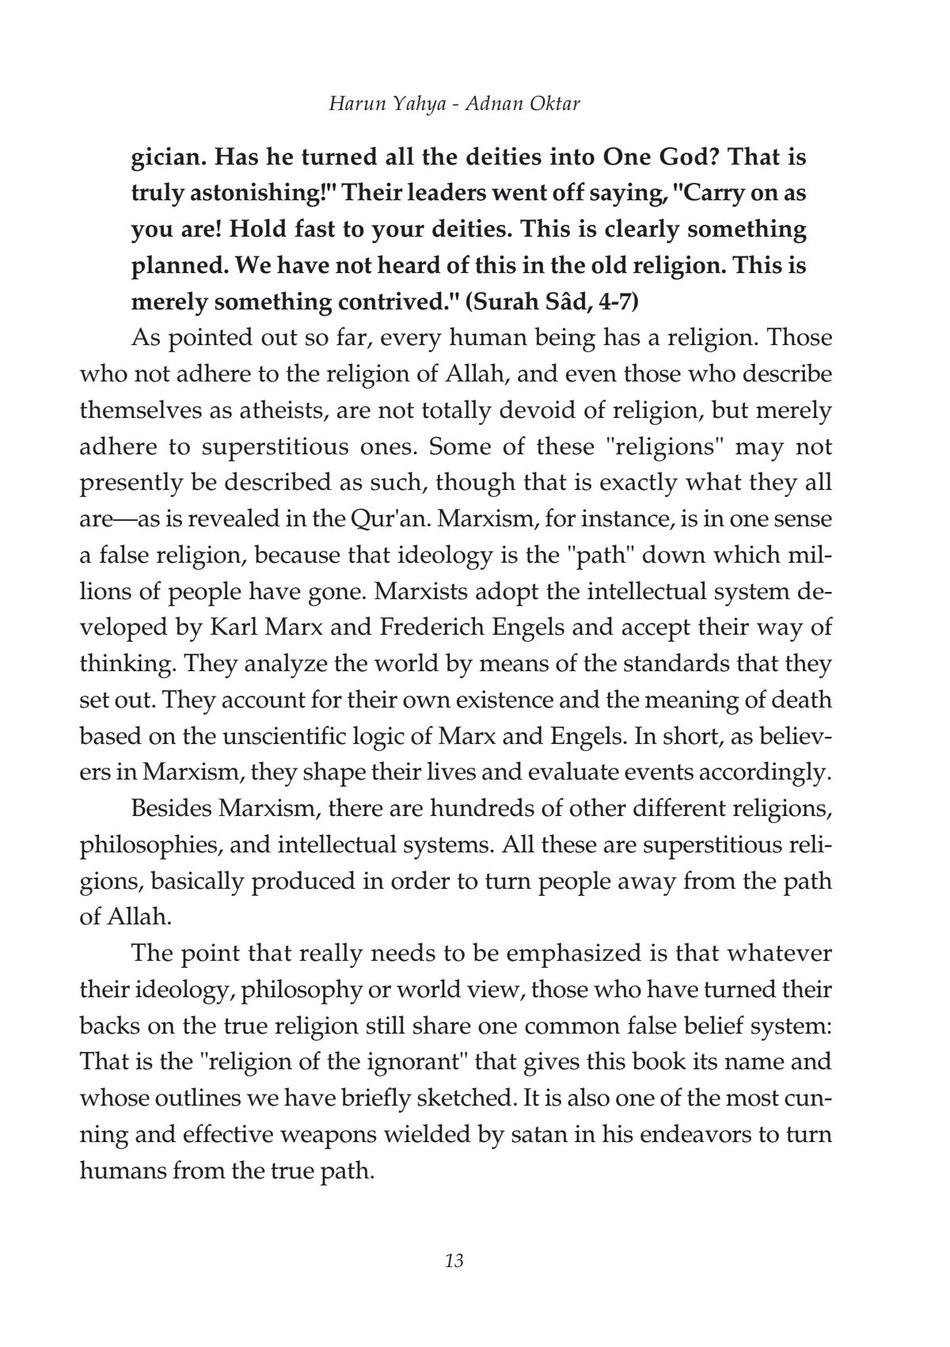 Harun Yahya - Adnan Oktar
gician. Has he turned all the deities into One God? That is
truly astonishing!" Their leaders went off saying, "Carry on as
you are! Hold fast to your deities. This is clearly something
planned. We have not heard of this in the old religion. This is
merely something contrived." (Surah Sâd, 4-7)
As pointed out so far, every human being has a religion. Those
who not adhere to the religion of Allah, and even those who describe
themselves as atheists, are not totally devoid of religion, but merely
adhere to superstitious ones. Some of these "religions" may not
presently be described as such, though that is exactly what they all
are—as is revealed in the Qur'an. Marxism, for instance, is in one sense
a false religion, because that ideology is the "path" down which mil-
lions of people have gone. Marxists adopt the intellectual system de-
veloped by Karl Marx and Frederich Engels and accept their way of
thinking. They analyze the world by means of the standards that they
set out. They account for their own existence and the meaning of death
based on the unscientific logic of Marx and Engels. In short, as believ-
ers in Marxism, they shape their lives and evaluate events accordingly.
Besides Marxism, there are hundreds of other different religions,
philosophies, and intellectual systems. All these are superstitious reli-
gions, basically produced in order to turn people away from the path
of Allah.
The point that really needs to be emphasized is that whatever
their ideology, philosophy or world view, those who have turned their
backs on the true religion still share one common false belief system:
That is the "religion of the ignorant" that gives this book its name and
whose outlines we have briefly sketched. It is also one of the most cun-
ning and effective weapons wielded by satan in his endeavors to turn
humans from the true path.
13